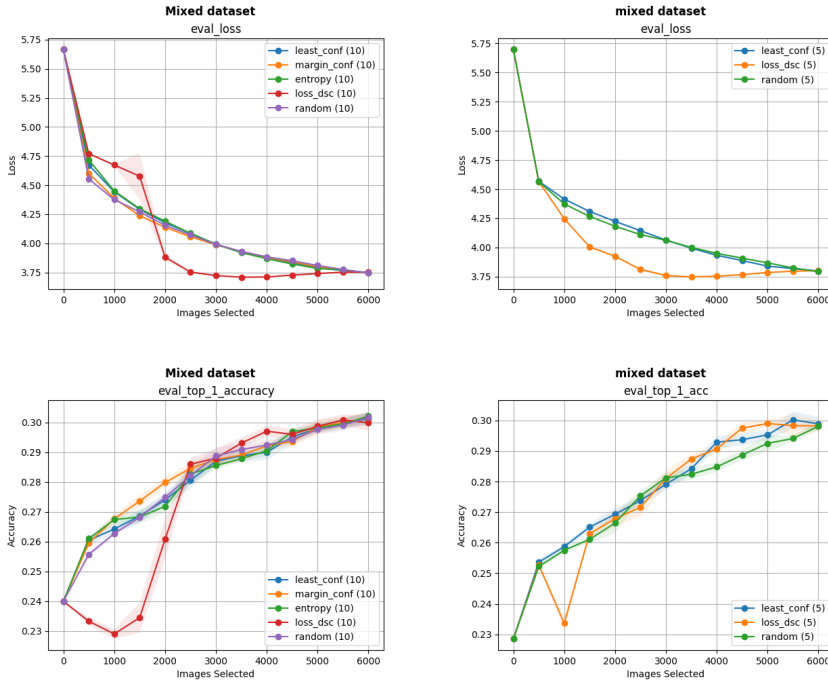 Mixed dataset
eval_loss
5.75
5.50
5.25
5.00
4.75
4.50
4.25
4.00
3.75
Loss
least_conf (10)
margin_conf (10)
entropy (10)
loss_dsc (10)
random (10)
0
1000
2000
3000
4000
5000
6000
Images Selected
mixed dataset
eval_loss
5.75
5.50
5.25
5.00
4.75
4.50
4.25
4.00
3.75
Loss
least_conf (5)
loss_dsc (5)
random (5)
0
1000
2000
3000
4000
5000
6000
Images Selected
Mixed dataset
eval_top_1_accuracy
0.30
0.29
0.28
0.27
0.26
0.25
0.24
0.23
Accuracy
least_conf (10)
margin_conf (10)
entropy (10)
loss_dsc (10)
random (10)
0
1000
2000
3000
4000
5000
6000
Images Selected
mixed dataset
eval_top_1_acc
0.30
0.29
0.28
0.27
0.26
0.25
0.24
0.23
Accuracy
least_conf (5)
loss_dsc (5)
random (5)
0
1000
2000
3000
4000
5000
6000
Images Selected